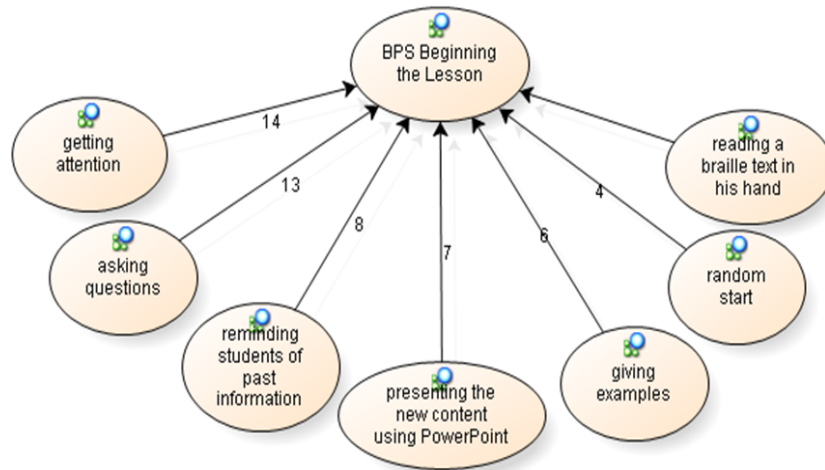 BPS Beginning
the Lesson
14
getting
attention
13
asking
questions
8
reminding
students of
past
information
7
presenting the
new content
using PowerPoint
6
giving
examples
4
random
start
reading a
braille text in
his hand